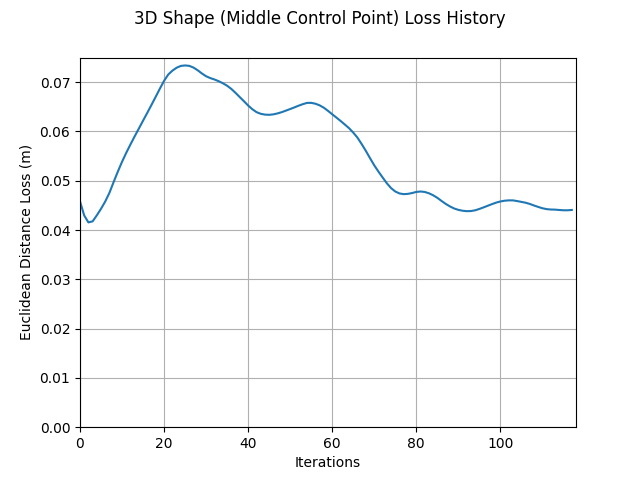 3D Shape (Middle Control Point) Loss History
Euclidean Distance Loss (m)
0.07
0.06
0.05
0.04
0.03
0.02
0.01
0.00
0 20 40 60 80 100
Iterations